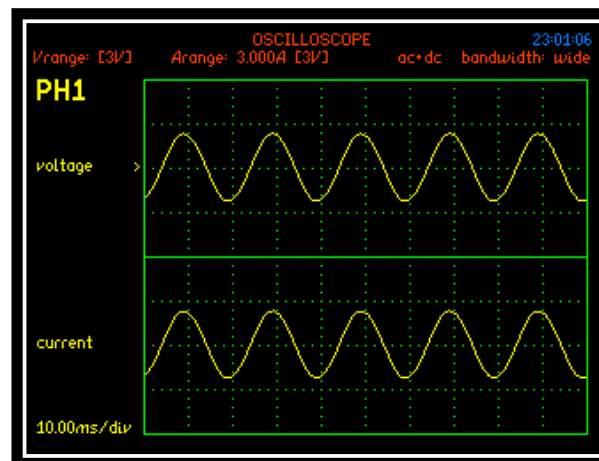 OSCILLOSCOPE 23:01:06
Vrange: [3V] Arange: 3.000A [3V] ac+dc bandwidth: wide
PH1
voltage >
current
10.00ms/div